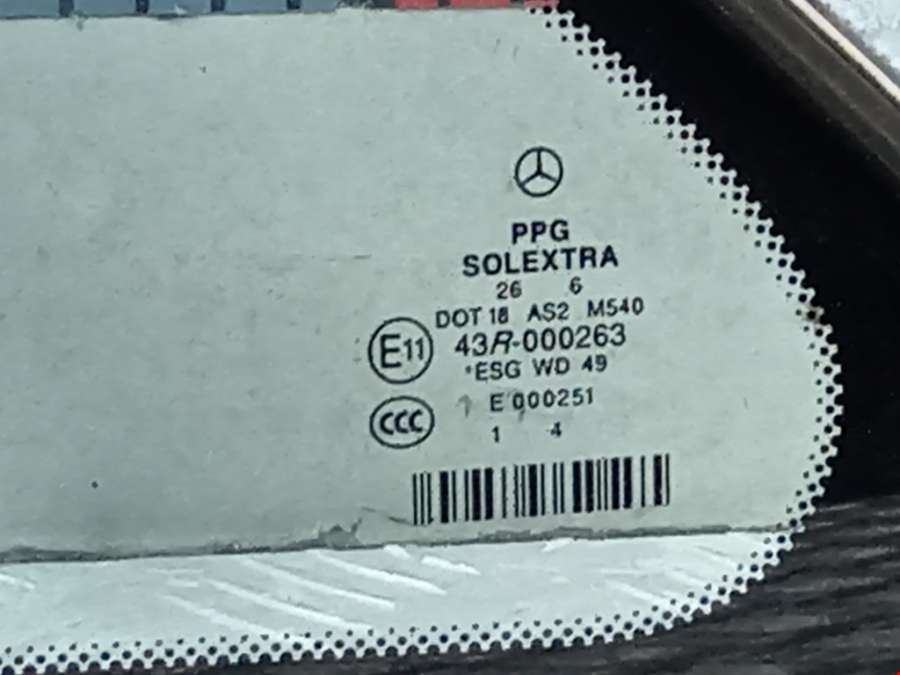 PPG
SOLEXTRA
26 6
DOT 18 AS2 M540
E11 43R-000263
*ESG WD 49
CCC E 000251
1 4